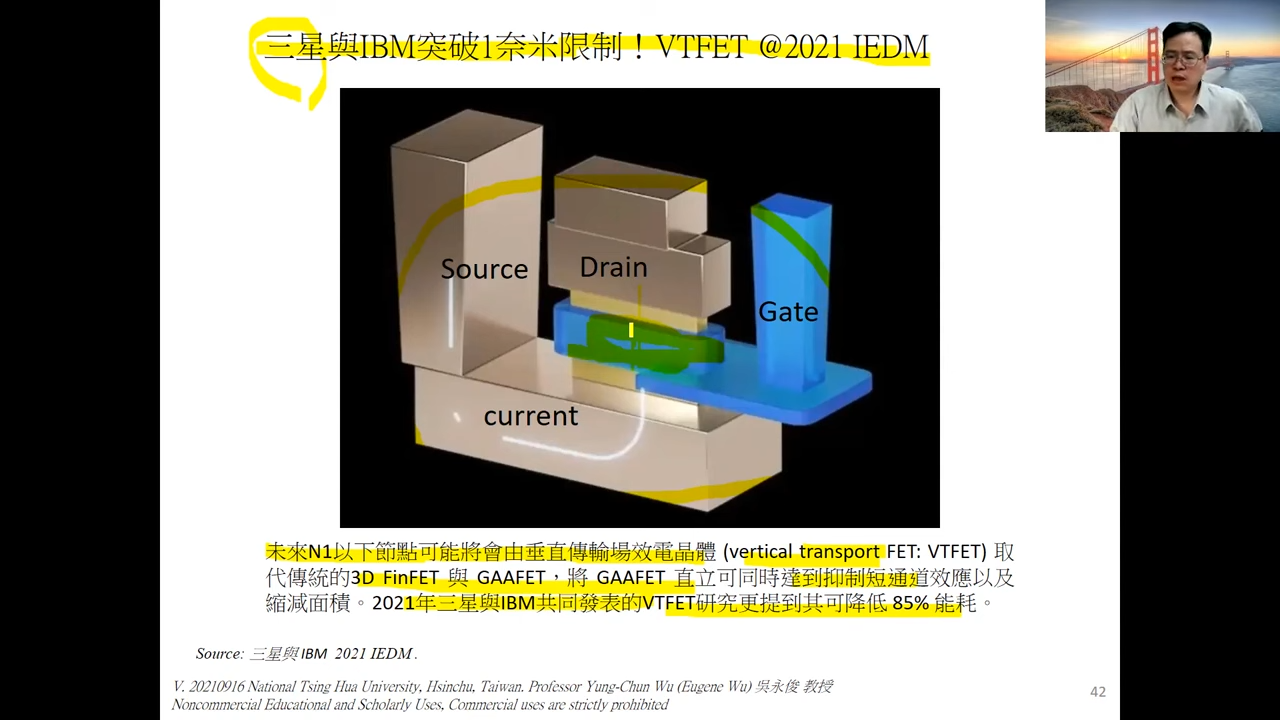 三星與IBM突破1奈米限制！VTFET @2021 IEDM
Source
Drain
Gate
current
未來N1以下節點可能將會由垂直傳輸場效電晶體 (vertical transport FET: VTFET) 取
代傳統的3D FinFET 與 GAAFET，將 GAAFET 直立可同時達到抑制短通道效應以及
縮減面積。2021年三星與IBM共同發表的VTFET研究更提到其可降低 85% 能耗。
Source: 三星與 IBM 2021 IEDM .
V. 20210916 National Tsing Hua University, Hsinchu, Taiwan. Professor Yung-Chun Wu (Eugene Wu) 吳永俊 教授
Noncommercial Educational and Scholarly Uses, Commercial uses are strictly prohibited
42